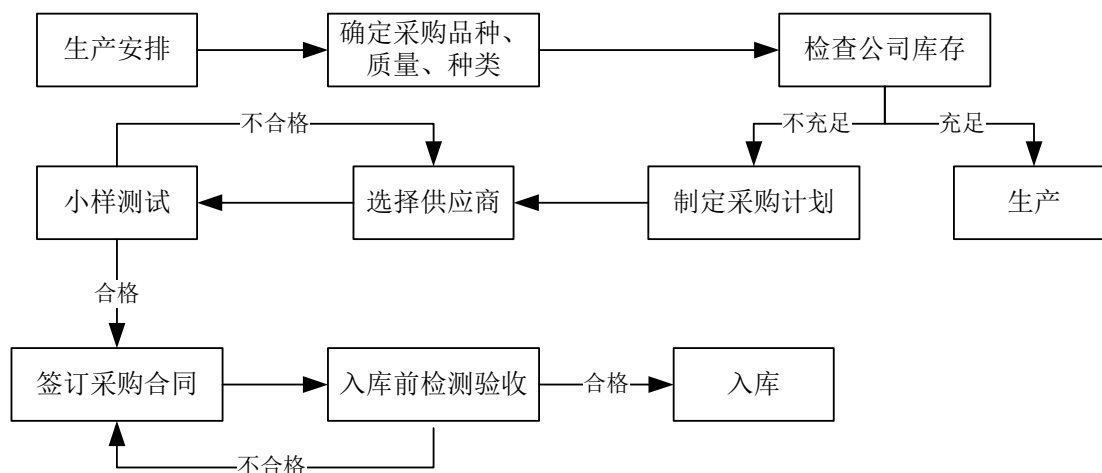 生产安排
确定采购品种、
质量、种类
检查公司库存
不合格
不充足
充足
小样测试
选择供应商
制定采购计划
生产
合格
签订采购合同
入库前检测验收
合格
入库
不合格